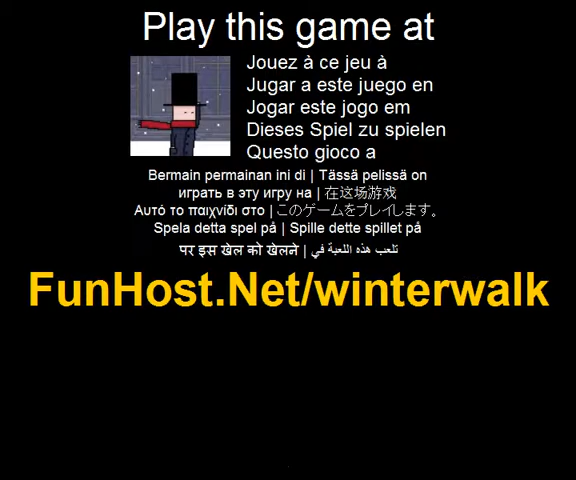 Play this game at
Jouez à ce jeu à
Jugar a este juego en
Jogar este jogo em
Dieses Spiel zu spielen
Questo gioco a
Bermain permainan ini di | Tässä pelissä on
играть в эту игру на | 在这场游戏
Αυτό το παιχνίδι στο | このゲームをプレイします。
Spela detta spel på | Spille dette spillet på
पर इस खेल को खेलने | تلعب هذه اللعبة في
FunHost.Net/winterwalk